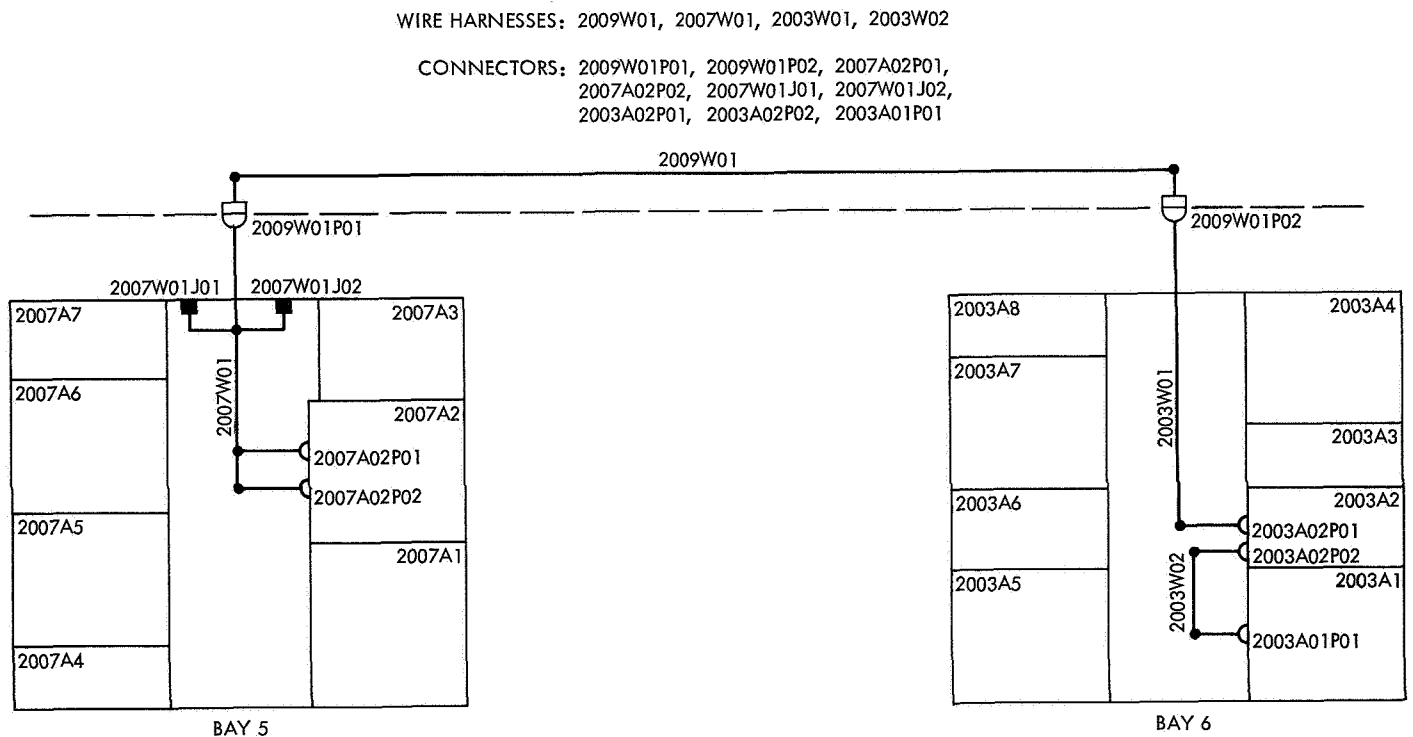 WIRE HARNESSES: 2009W01, 2007W01, 2003W01, 2003W02
CONNECTORS: 2009W01P01, 2009W01P02, 2007A02P01,
2007A02P02, 2007W01J01, 2007W01J02,
2003A02P01, 2003A02P02, 2003A01P01
2009W01
2009W01P01
2009W01P02
2007W01J01
2007W01J02
2007A7
2007A3
2007A6
2007W01
2007A2
2007A02P01
2007A02P02
2007A5
2007A1
2007A4
BAY 5
2003A8
2003A4
2003A7
2003W01
2003A3
2003A6
2003A2
2003A02P01
2003A02P02
2003A5
2003W02
2003A1
2003A01P01
BAY 6